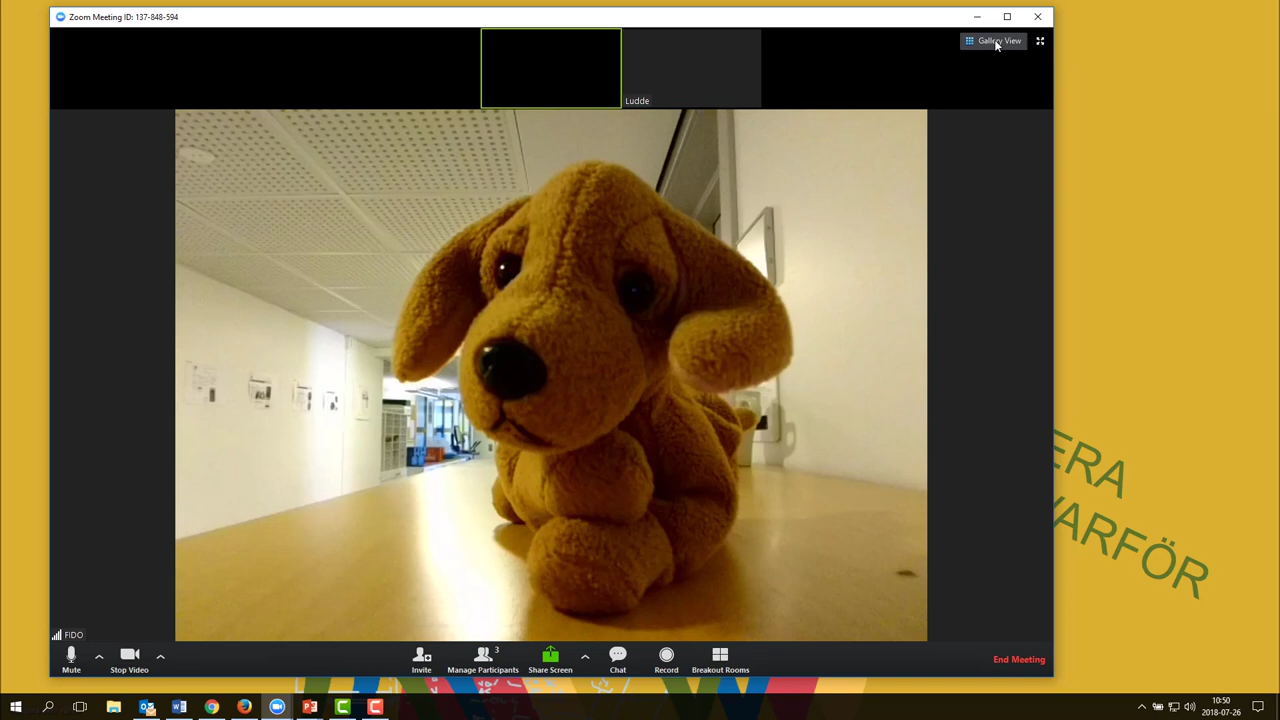 Zoom Meeting ID: 137-848-594
Gallery View
Ludde
ERA
VARFÖR
FIDO
Mute
Stop Video
Invite
Manage Participants
3
Share Screen
Chat
Record
Breakout Rooms
End Meeting
10:50
2018-07-26